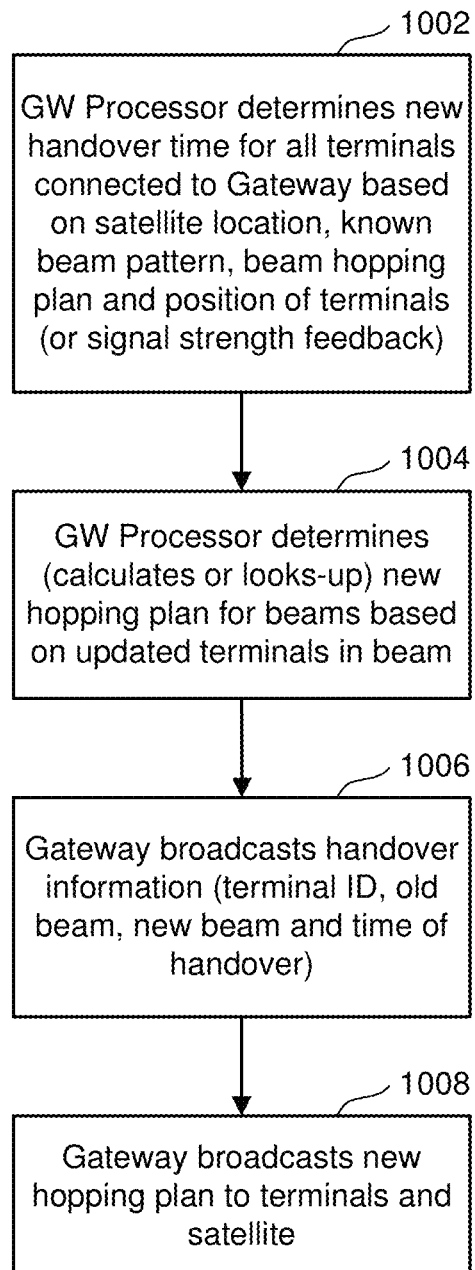 1002
GW Processor determines new
handover time for all terminals
connected to Gateway based
on satellite location, known
beam pattern, beam hopping
plan and position of terminals
(or signal strength feedback)
1004
GW Processor determines
(calculates or looks-up) new
hopping plan for beams based
on updated terminals in beam
1006
Gateway broadcasts handover
information (terminal ID, old
beam, new beam and time of
handover)
1008
Gateway broadcasts new
hopping plan to terminals and
satellite